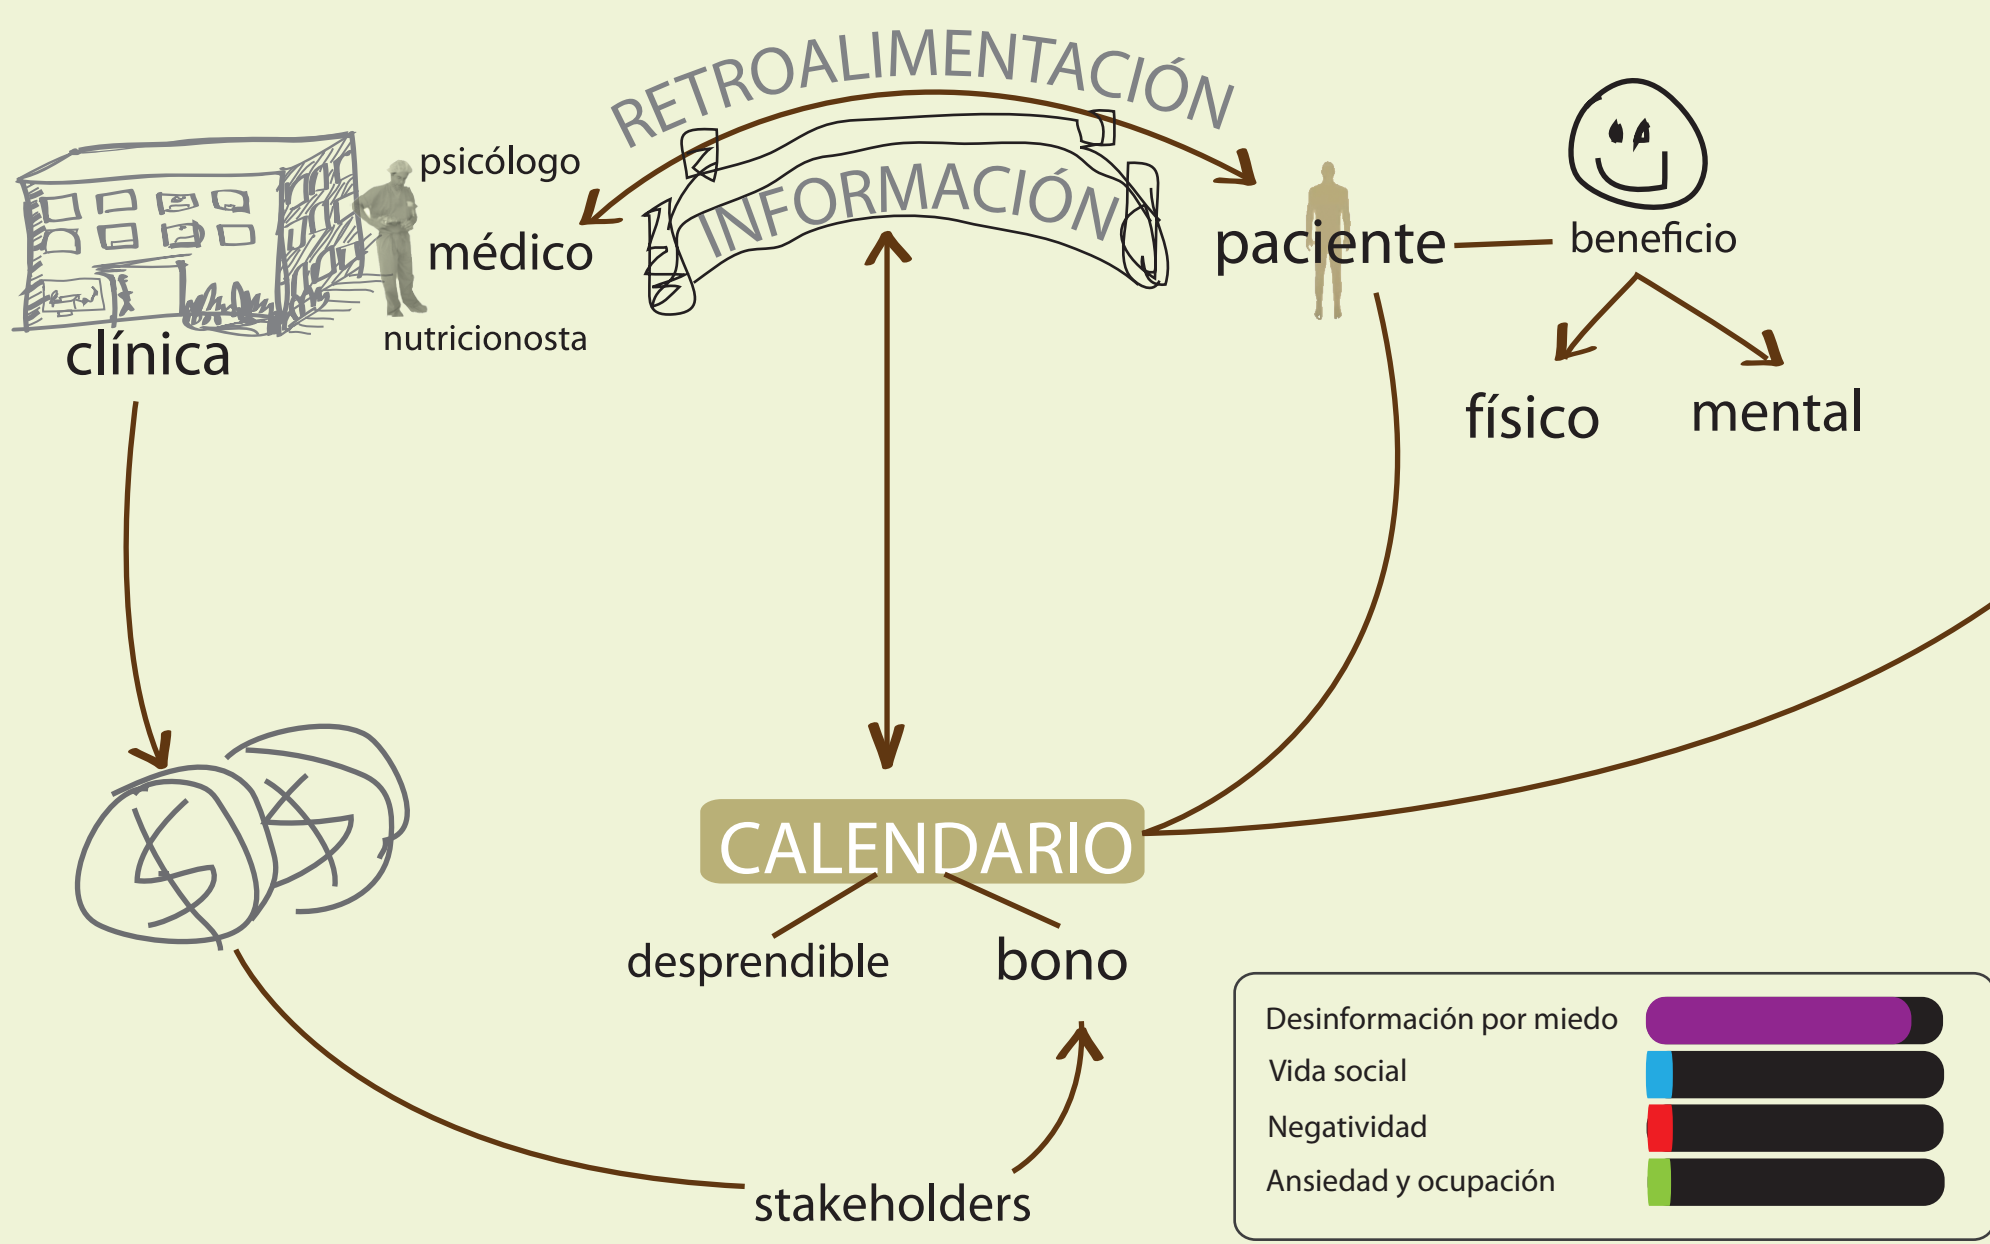 RETROALIMENTACIÓN
INFORMACIÓN
psicólogo
médico
nutricionosta
clínica
paciente
beneficio
físico
mental
CALENDARIO
desprendible
bono
stakeholders
Desinformación por miedo
Vida social
Negatividad
Ansiedad y ocupación